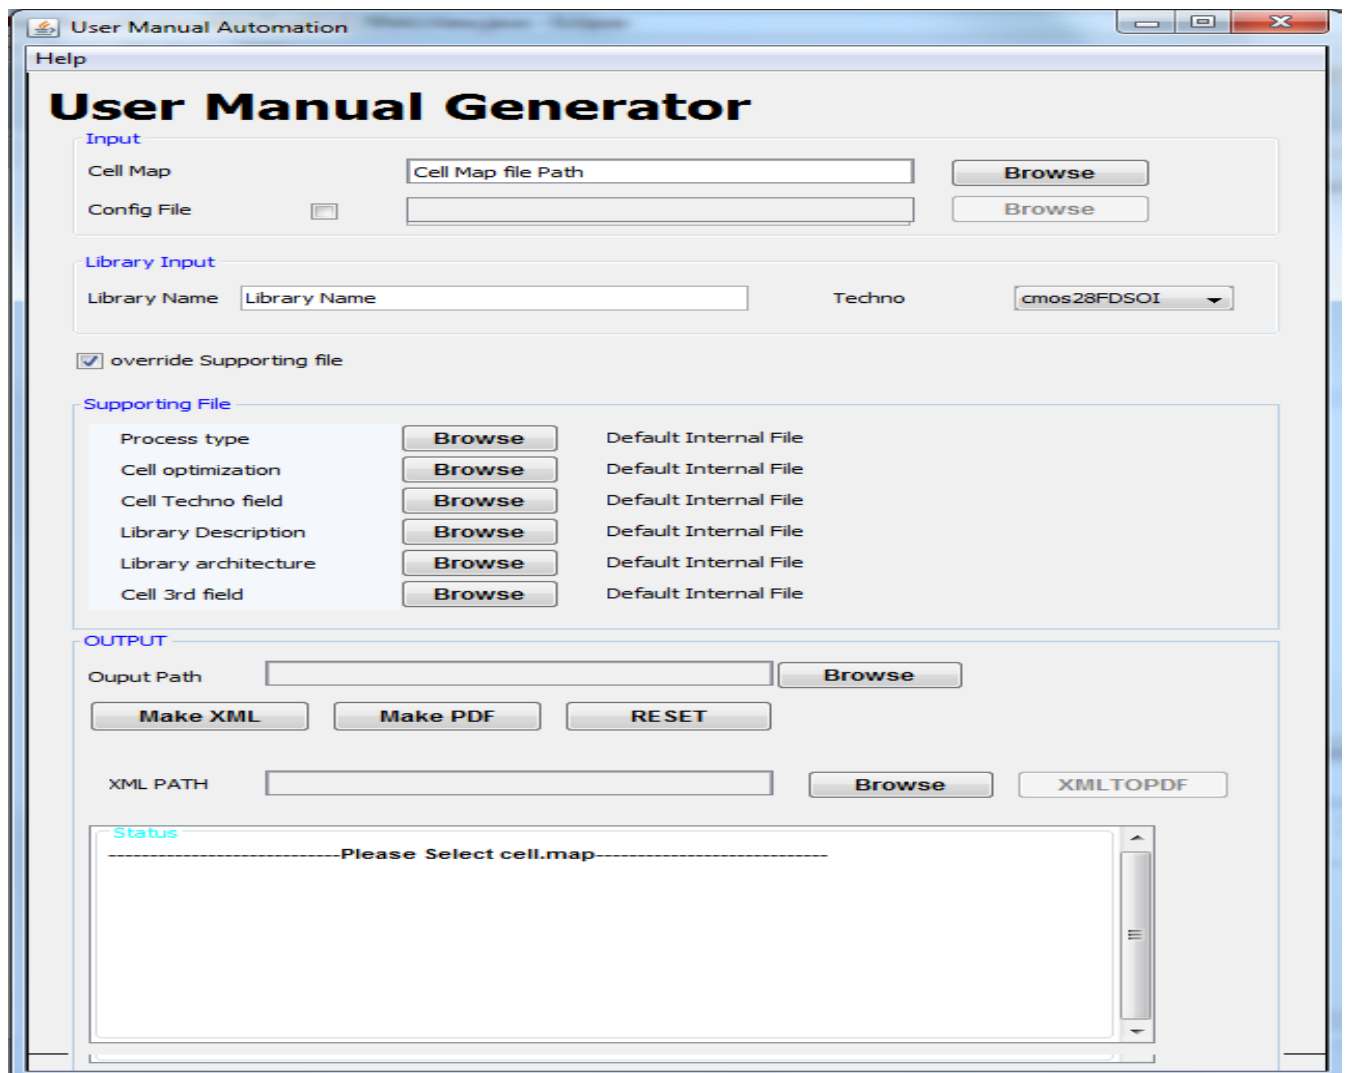 User Manual Automation
Help
User Manual Generator
Input
Cell Map Cell Map file Path Browse
Config File Browse
Library Input
Library Name Library Name Techno cmos28FDSOI
override Supporting file
Supporting File
Process type Browse Default Internal File
Cell optimization Browse Default Internal File
Cell Techno field Browse Default Internal File
Library Description Browse Default Internal File
Library architecture Browse Default Internal File
Cell 3rd field Browse Default Internal File
OUTPUT
Ouput Path Browse
Make XML Make PDF RESET
XML PATH Browse XMLTOPDF
Status
----------------------------Please Select cell.map----------------------------